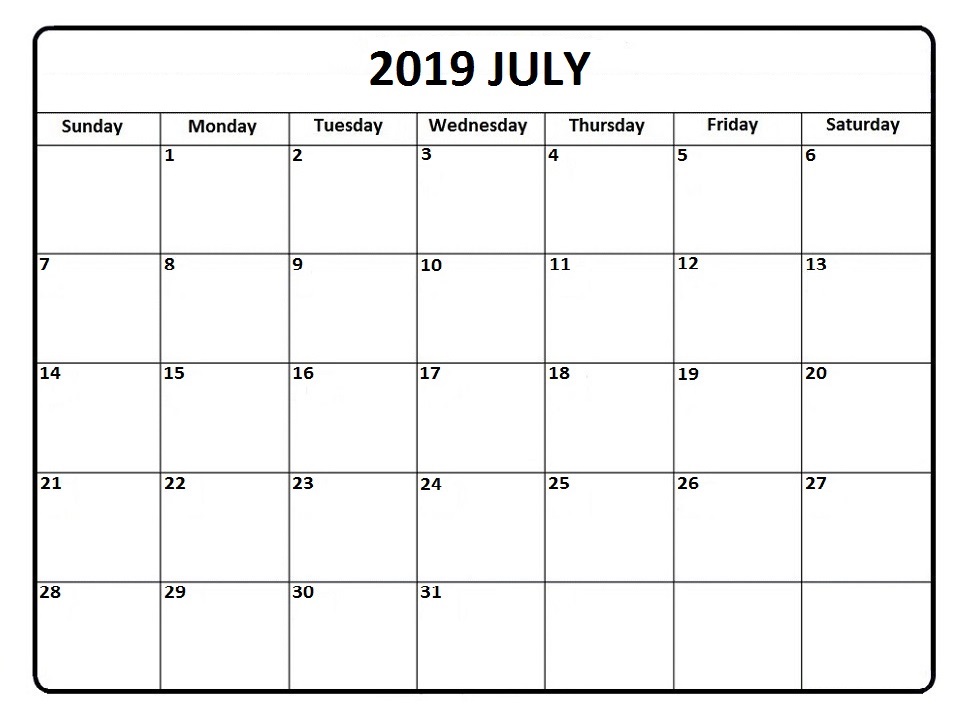 2019 JULY
Sunday Monday Tuesday Wednesday Thursday Friday Saturday
1 2 3 4 5 6
7 8 9 10 11 12 13
14 15 16 17 18 19 20
21 22 23 24 25 26 27
28 29 30 31